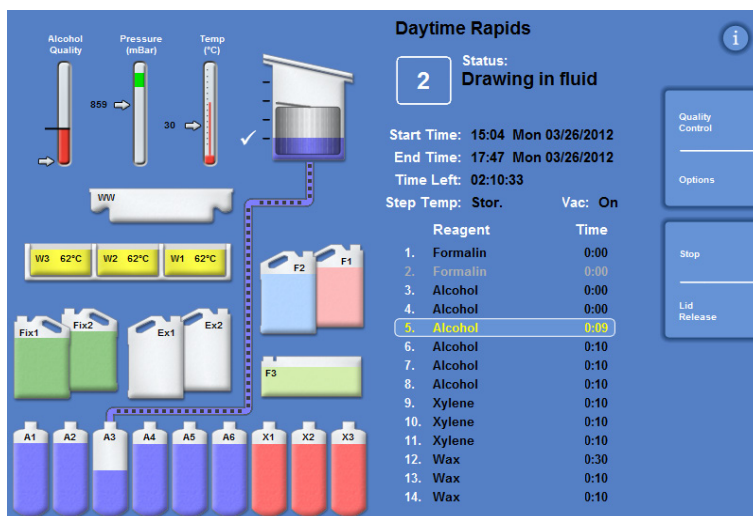 Daytime Rapids
i
Alcohol Quality
Pressure (mBar)
Temp (°C)
859
30
2
Status:
Drawing in fluid
Start Time: 15:04 Mon 03/26/2012
End Time: 17:47 Mon 03/26/2012
Time Left: 02:10:33
Step Temp: Stor. Vac: On
Reagent Time
1. Formalin 0:00
2. Formalin 0:00
3. Alcohol 0:00
4. Alcohol 0:00
5. Alcohol 0:09
6. Alcohol 0:10
7. Alcohol 0:10
8. Alcohol 0:10
9. Xylene 0:10
10. Xylene 0:10
11. Xylene 0:10
12. Wax 0:30
13. Wax 0:10
14. Wax 0:10
Quality Control
Options
Stop
Lid Release
WW
W3 62°C W2 62°C W1 62°C
F2 F1
Fix1 Fix2 Ex1 Ex2
F3
A1 A2 A3 A4 A5 A6 X1 X2 X3